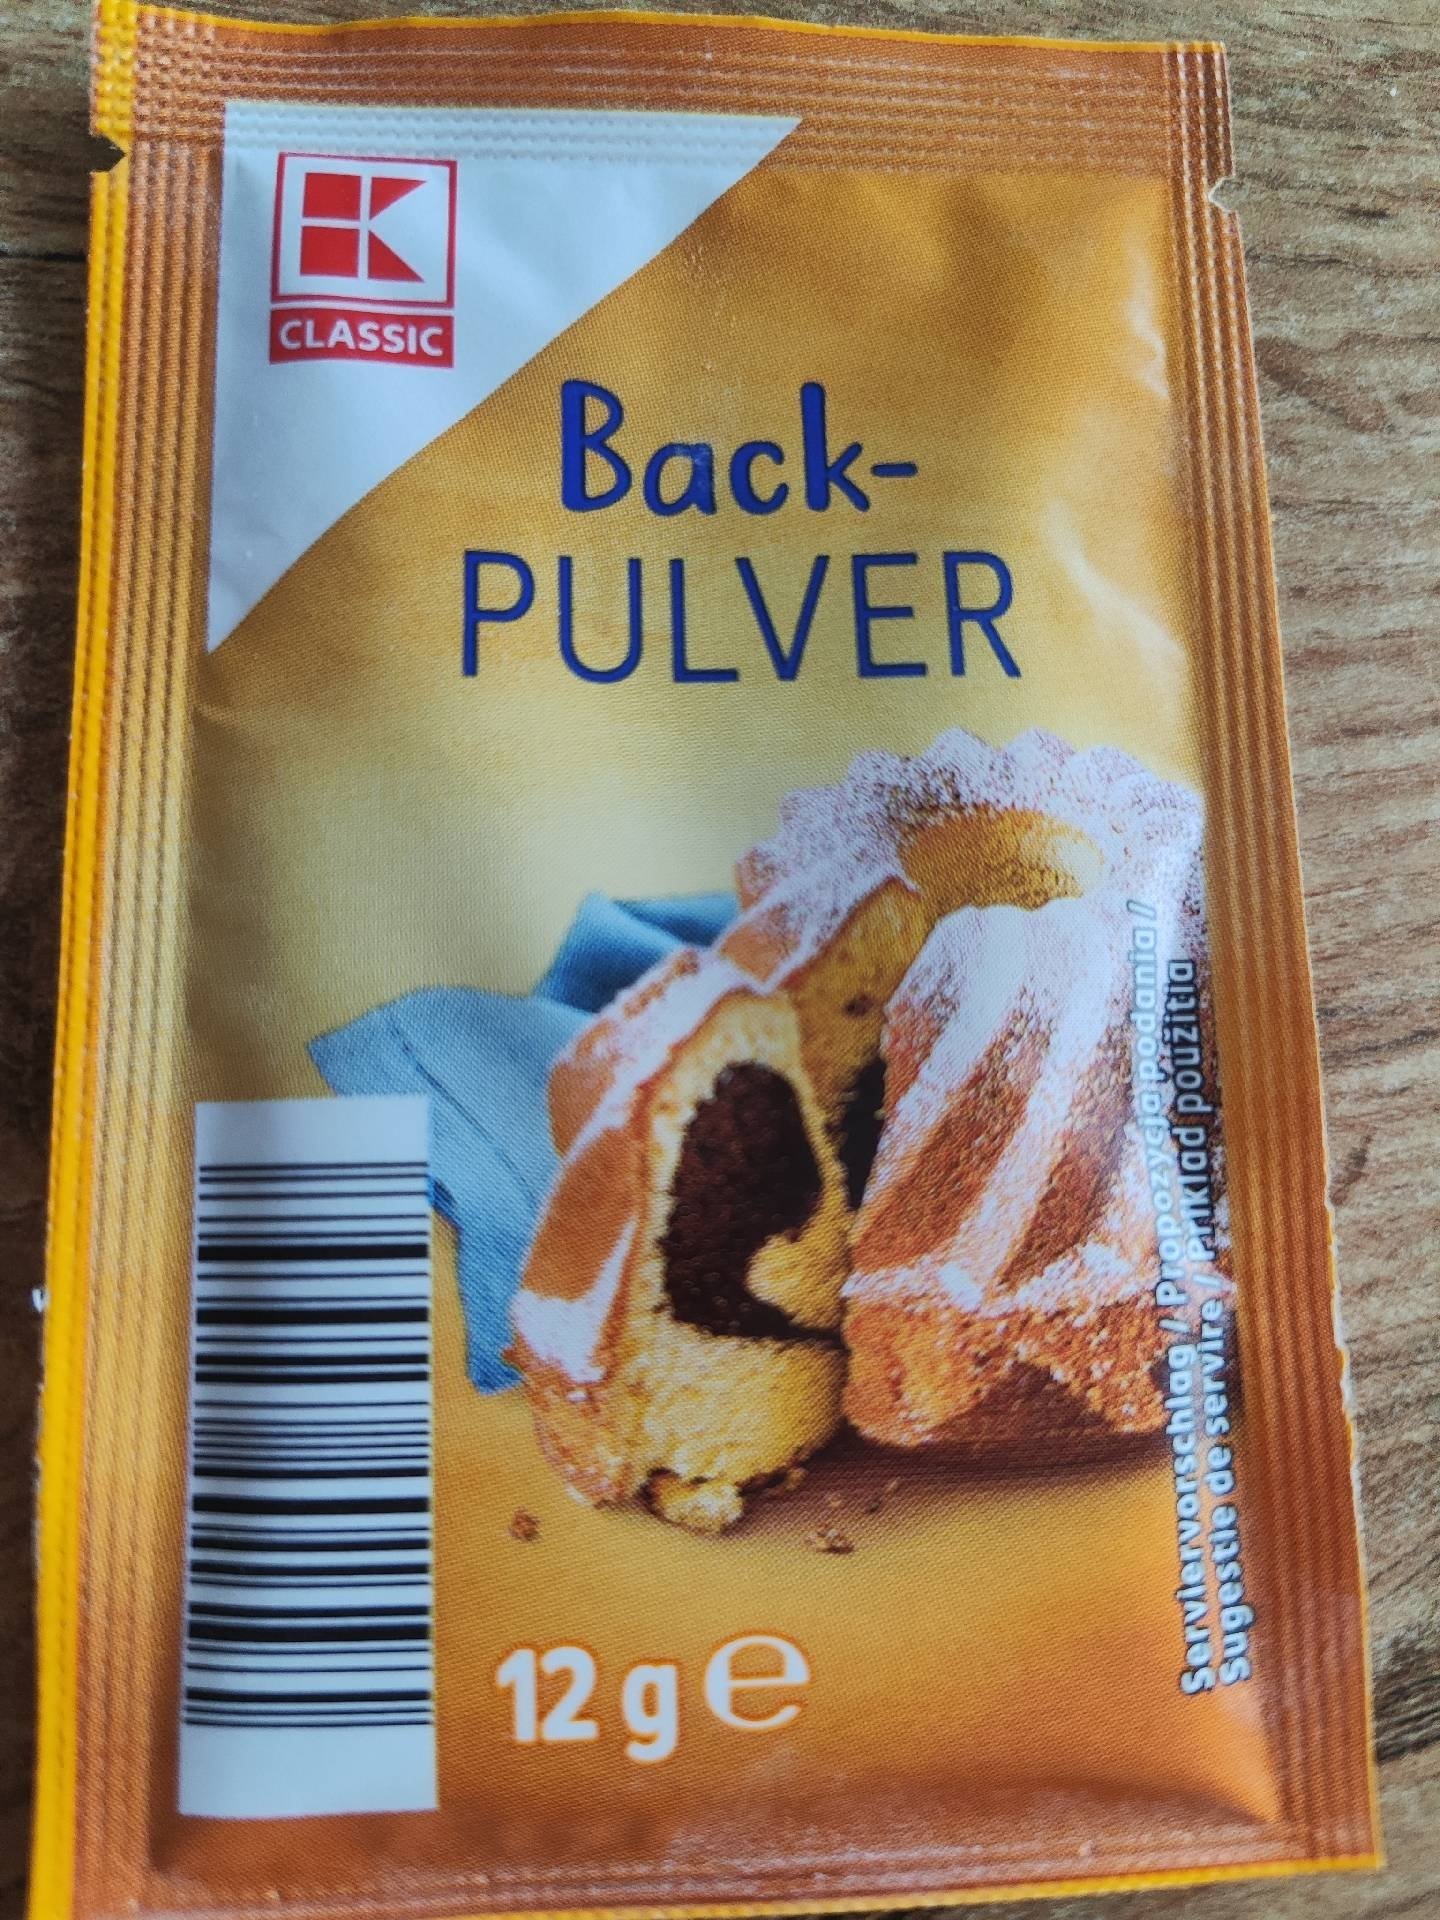 K
CLASSIC
Back-
PULVER
12 g e
Serviervorschlag / Propozycja podania /
Sugestie de servire / Príklad použitia